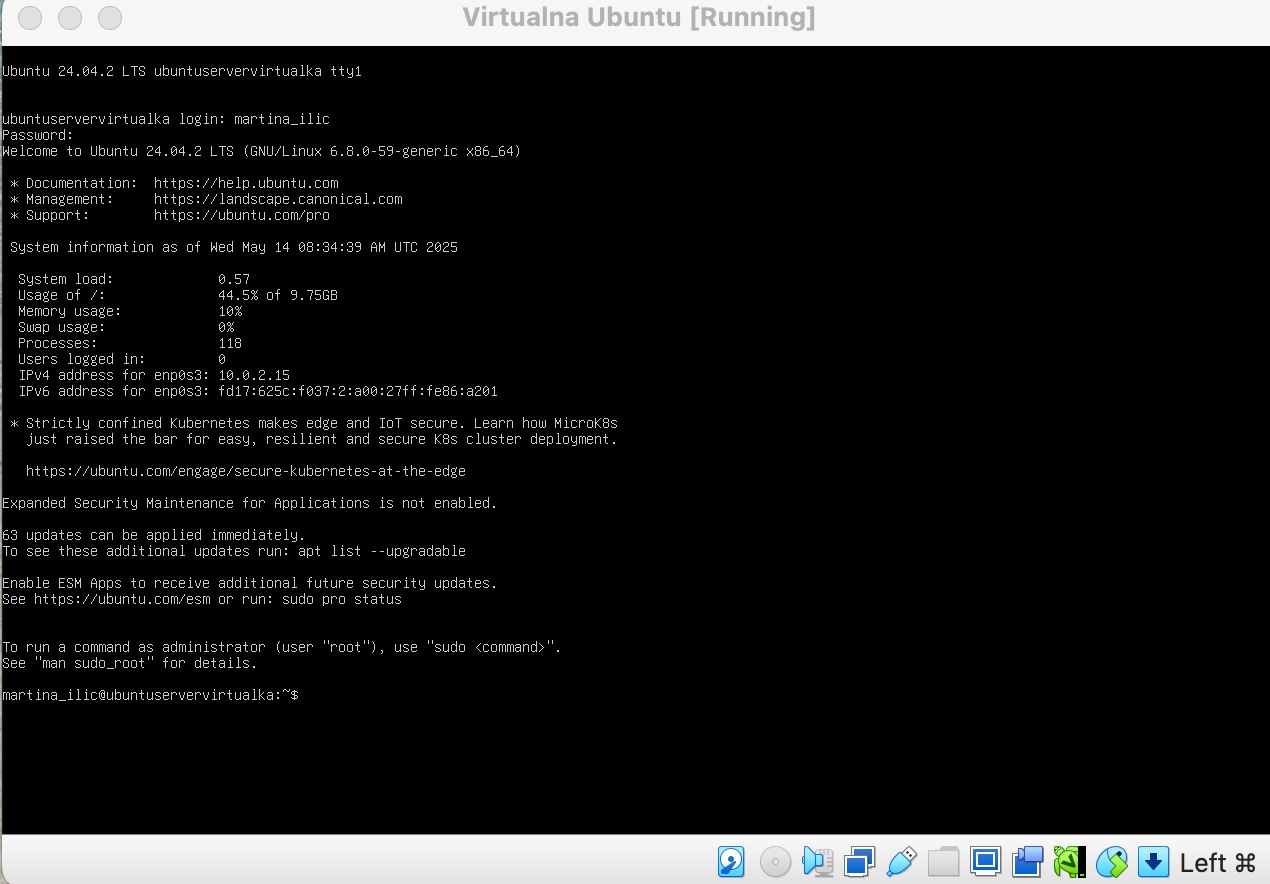 Virtualna Ubuntu [Running]
Ubuntu 24.04.2 LTS ubuntuservervirtualka tty1
ubuntuservervirtualka login: martina_ilic
Password:
Welcome to Ubuntu 24.04.2 LTS (GNU/Linux 6.8.0-59-generic x86_64)
* Documentation:  https://help.ubuntu.com
* Management:     https://landscape.canonical.com
* Support:        https://ubuntu.com/pro
System information as of Wed May 14 08:34:39 AM UTC 2025
System load:             0.57
Usage of /:              44.5% of 9.75GB
Memory usage:            10%
Swap usage:              0%
Processes:               118
Users logged in:         0
IPv4 address for enp0s3: 10.0.2.15
IPv6 address for enp0s3: fd17:625c:f037:2:a00:27ff:fe86:a201
* Strictly confined Kubernetes makes edge and IoT secure. Learn how MicroK8s
just raised the bar for easy, resilient and secure K8s cluster deployment.
https://ubuntu.com/engage/secure-kubernetes-at-the-edge
Expanded Security Maintenance for Applications is not enabled.
63 updates can be applied immediately.
To see these additional updates run: apt list --upgradable
Enable ESM Apps to receive additional future security updates.
See https://ubuntu.com/esm or run: sudo pro status
To run a command as administrator (user "root"), use "sudo <command>".
See "man sudo_root" for details.
martina_ilic@ubuntuservervirtualka:~$
Left ⌘